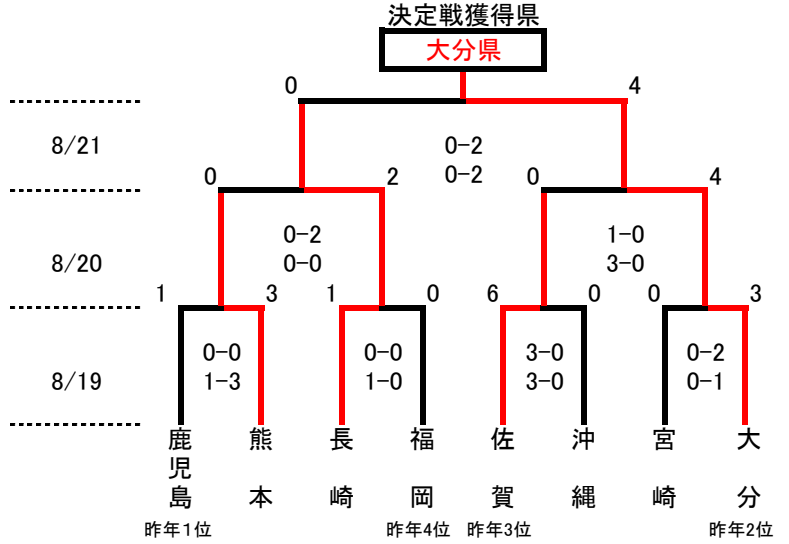 決定戦獲得県
大分県
0 4
8/21
0-2
0-2
0 2 0 4
8/20
0-2 1-0
0-0 3-0
1 3 1 0 6 0 0 3
8/19
0-0 0-0 3-0 0-2
1-3 1-0 3-0 0-1
鹿児島 熊本 長崎 福岡 佐賀 沖縄 宮崎 大分
昨年1位 昨年4位 昨年3位 昨年2位